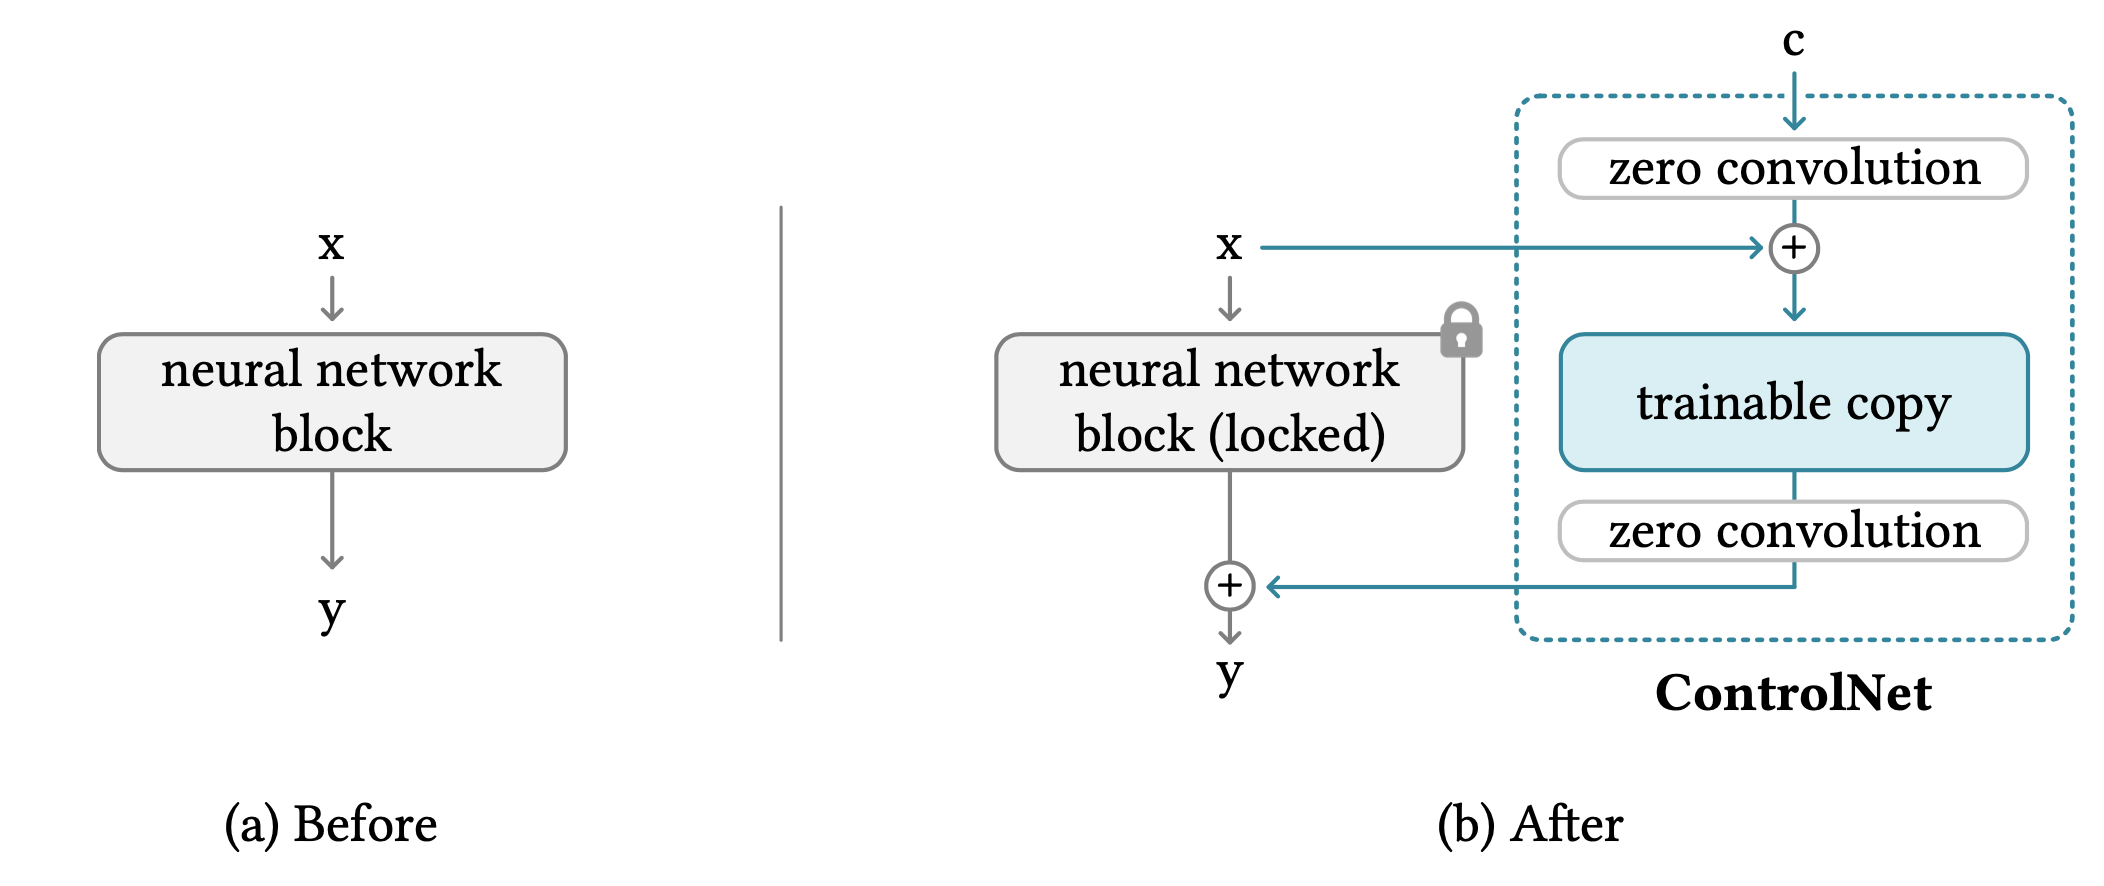 x
neural network
block
y
(a) Before
c
zero convolution
x
+
neural network
block (locked)
trainable copy
zero convolution
+
y
ControlNet
(b) After